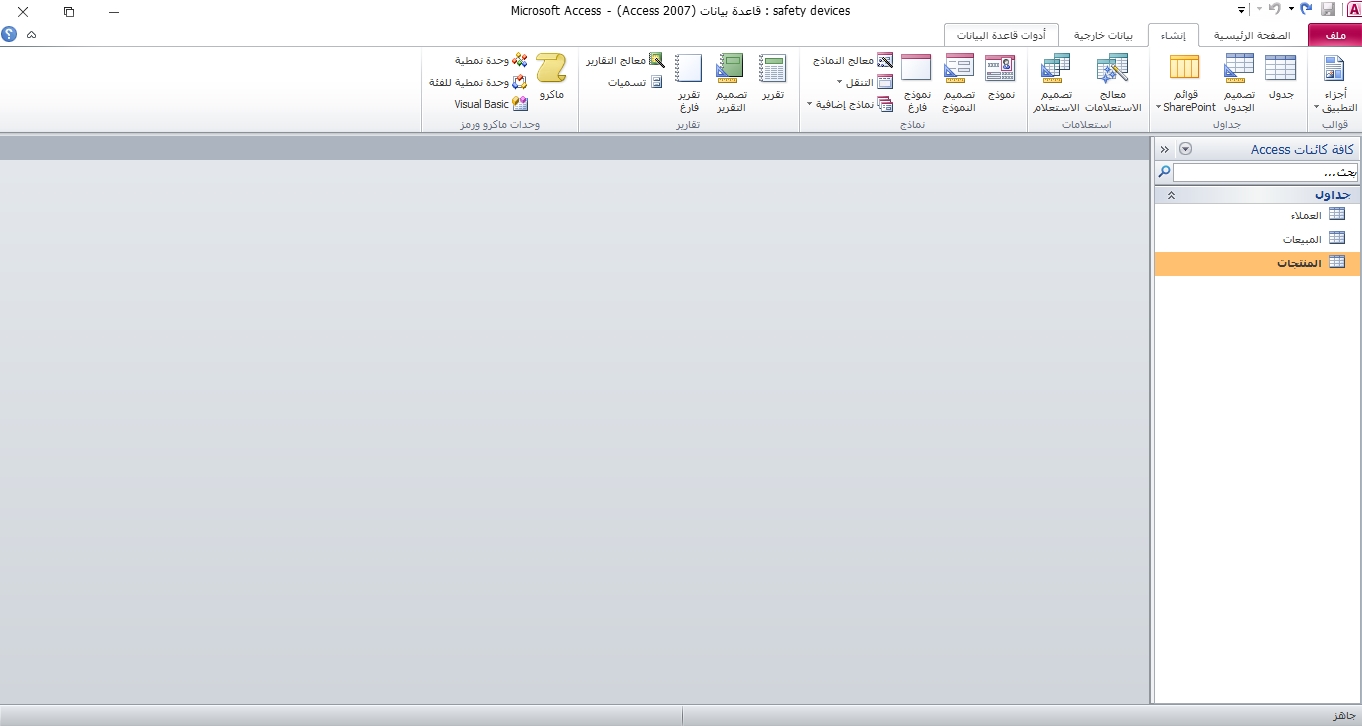 safety devices : قاعدة بيانات (Access 2007) - Microsoft Access
ملف
الصفحة الرئيسية
إنشاء
بيانات خارجية
أدوات قاعدة البيانات
أجزاء
التطبيق
قوالب
جدول
تصميم
الجدول
قوائم
SharePoint
جدول
معالج
الاستعلامات
تصميم
الاستعلام
استعلامات
نموذج
تصميم
النموذج
نموذج
فارغ
معالج النماذج
التنقل
نماذج إضافية
نماذج
تقرير
تصميم
التقرير
تقرير
فارغ
معالج التقارير
تسميات
تقارير
ماكرو
وحدة نمطية
وحدة نمطية للفئة
Visual Basic
وحدات ماكرو ورمز
كافة كائنات Access
بحث...
جداول
العملاء
المبيعات
المنتجات
جاهز